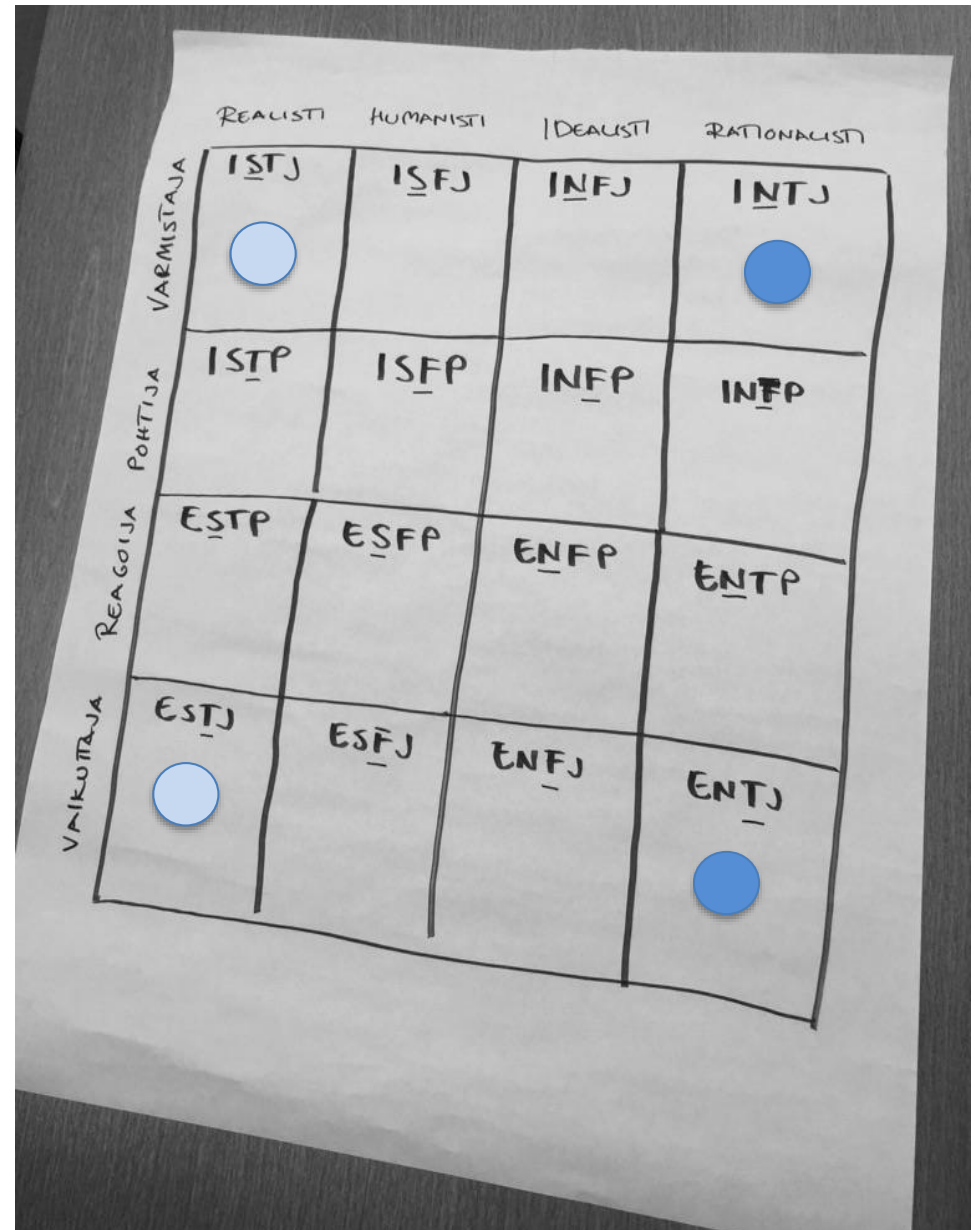 REALISTI HUMANISTI IDEALISTI RATIONALISTI
VARMISTAJA ISTJ ISFJ INFJ INTJ
POHTIJA ISTP ISFP INFP INTP
REAGOIJA ESTP ESFP ENFP ENTP
VAIKUTTAJA ESTJ ESFJ ENFJ ENTJ